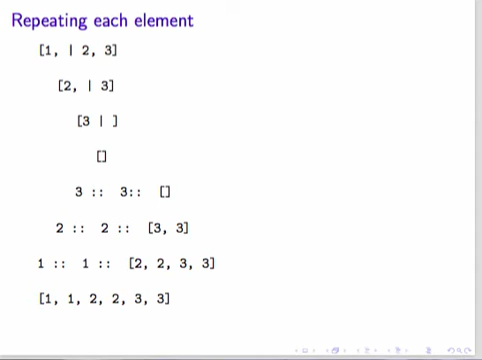 Repeating each element
[1, | 2, 3]
[2, | 3]
[3 | ]
[]
3 :: 3:: []
2 :: 2 :: [3, 3]
1 :: 1 :: [2, 2, 3, 3]
[1, 1, 2, 2, 3, 3]